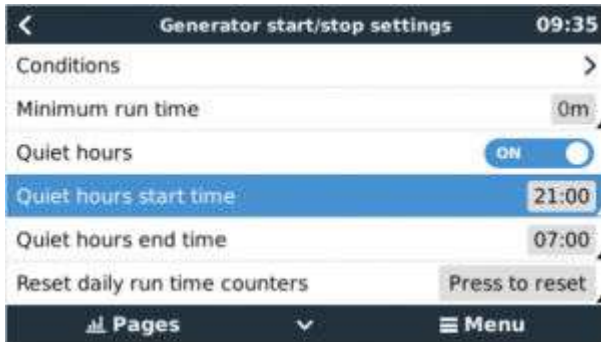 Generator start/stop settings 09:35
Conditions
Minimum run time 0m
Quiet hours ON
Quiet hours start time 21:00
Quiet hours end time 07:00
Reset daily run time counters Press to reset
Pages Menu